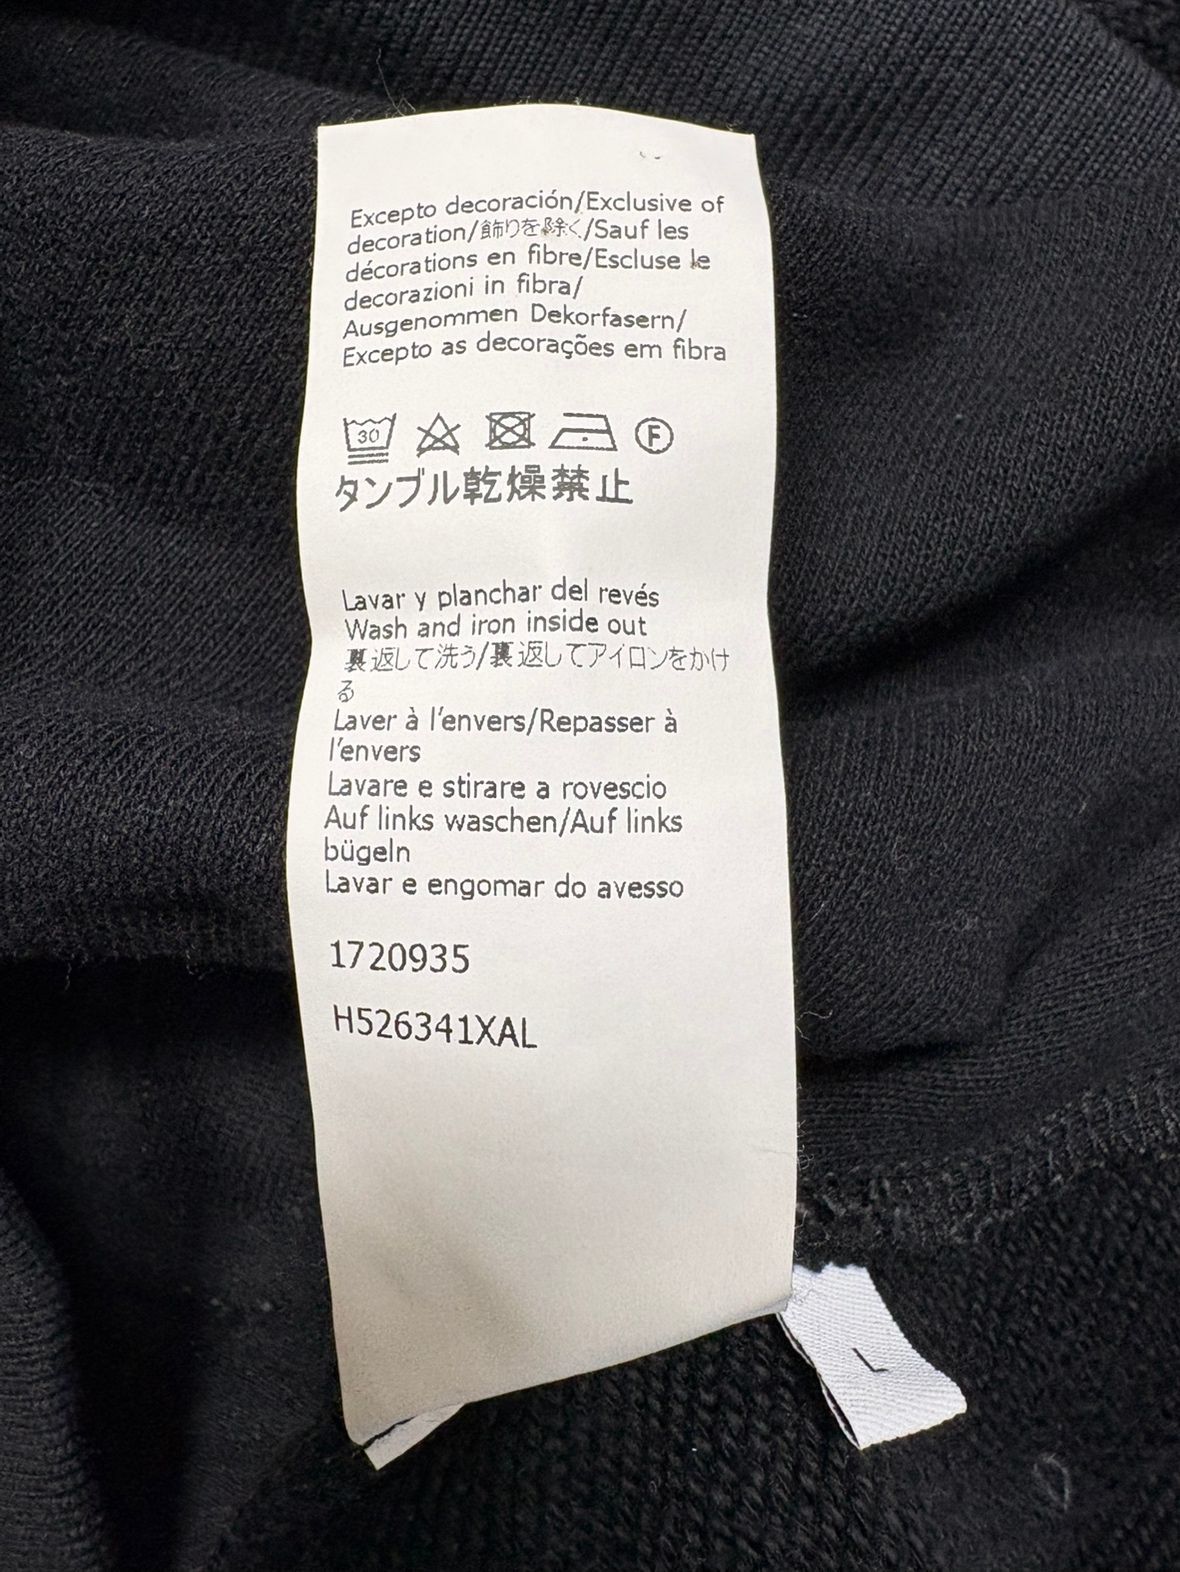 Excepto decoración/Exclusive of
decoration/飾りを除く/Sauf les
décorations en fibre/Escluse le
decorazioni in fibra/
Ausgenommen Dekorfasern/
Excepto as decorações em fibra
30 F
タンブル乾燥禁止
Lavar y planchar del revés
Wash and iron inside out
裏返して洗う/裏返してアイロンをかけ
る
Laver à l'envers/Repasser à
l'envers
Lavare e stirare a rovescio
Auf links waschen/Auf links
bügeln
Lavar e engomar do avesso
1720935
H526341XAL
L